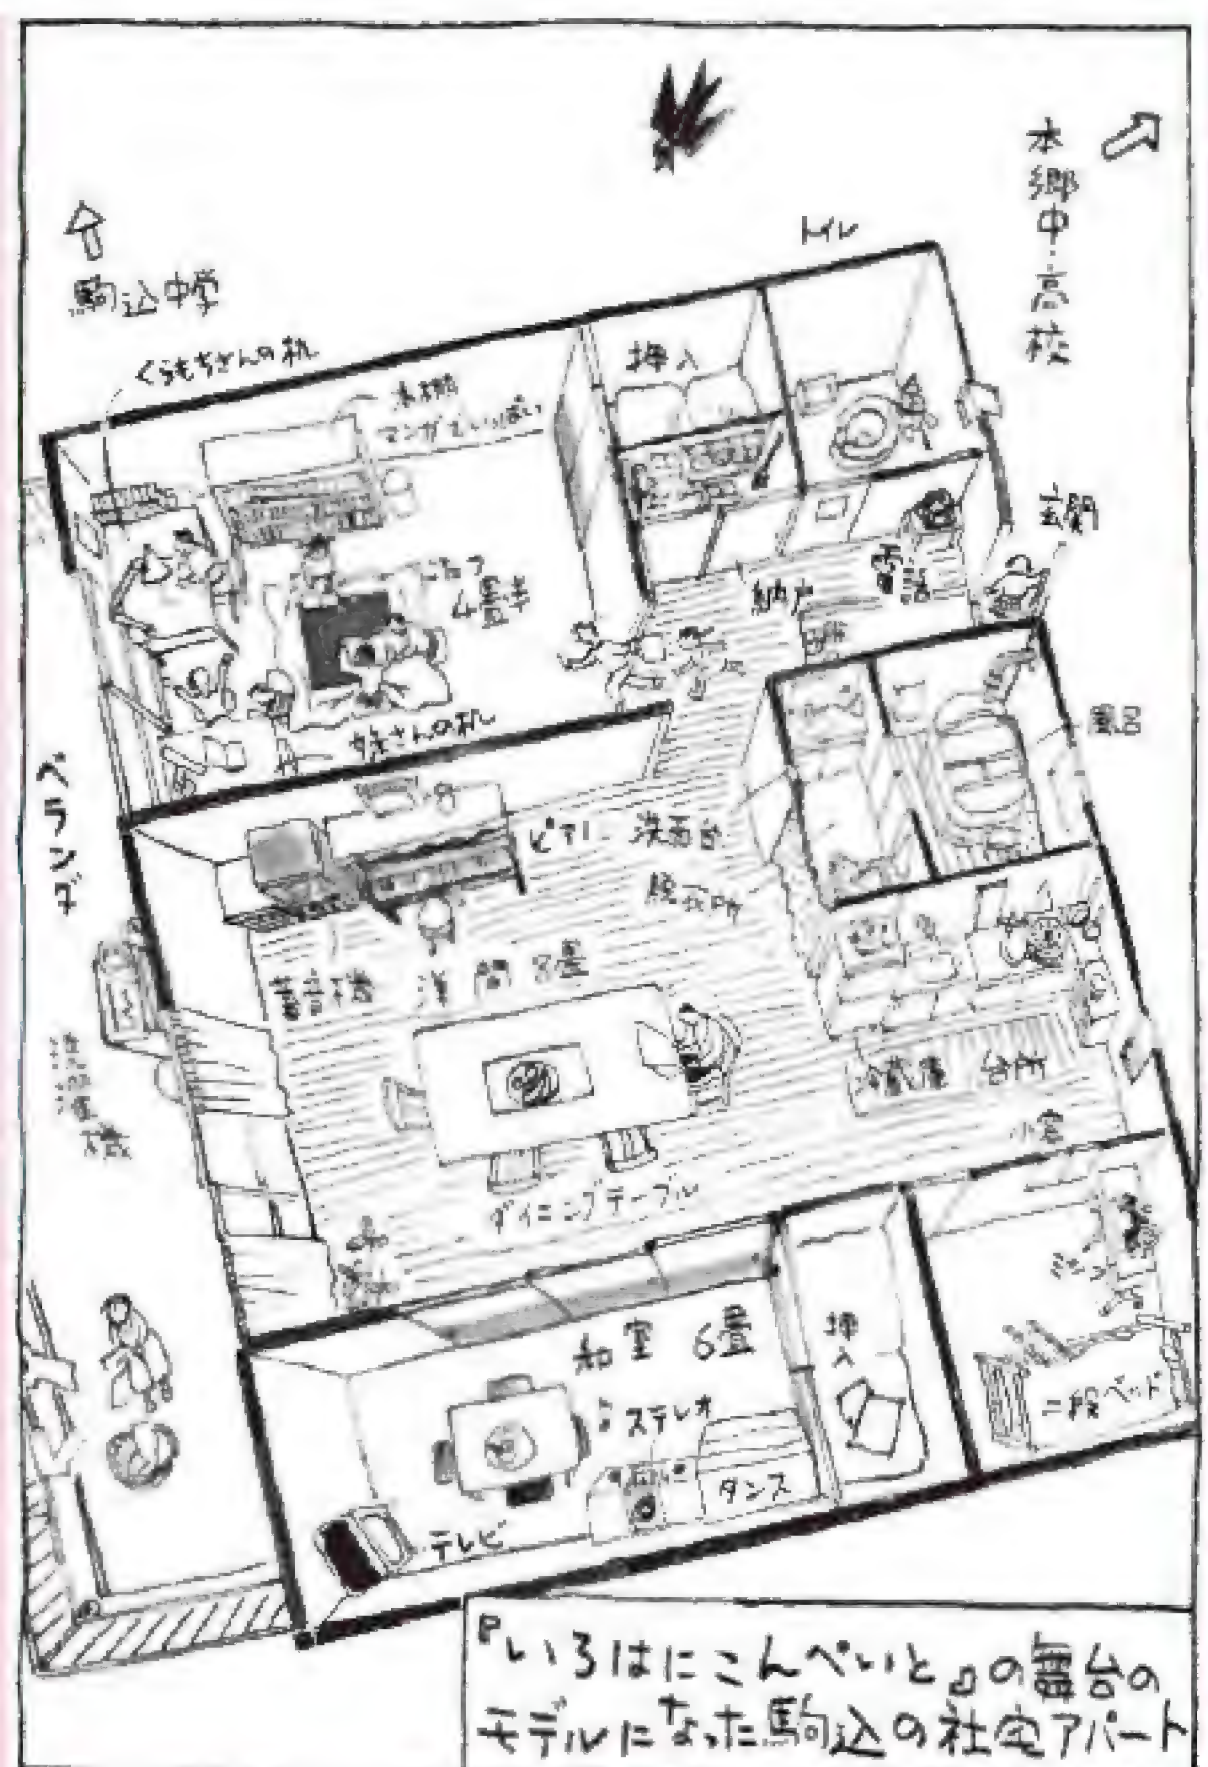 本郷中・高校
駒込中学
トイレ
くらもちさんの机
本棚
マンガでいっぱい
押入
玄関
こたつ
4畳半
納戸
電話
妹さんの机
風呂
ベランダ
ピアノ
洗面台
脱衣所
蓄音機
洋間8畳
洗濯機
冷蔵庫
台所
小室
ダイニングテーブル
ミシン
和室 6畳
押入
二段ベッド
ステレオ
タンス
テレビ
『いろはにこんぺいと』の舞台の
モデルになった駒込の社宅アパート